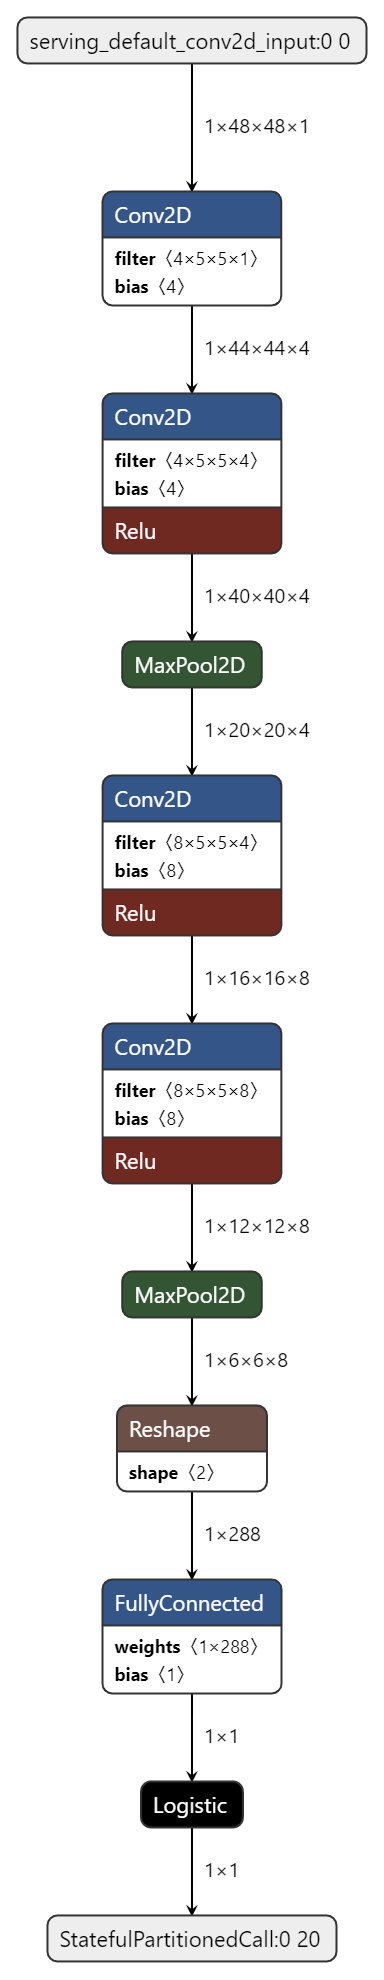 serving_default_conv2d_input:0 0
1×48×48×1
Conv2D
filter〈4×5×5×1〉
bias〈4〉
1×44×44×4
Conv2D
filter〈4×5×5×4〉
bias〈4〉
Relu
1×40×40×4
MaxPool2D
1×20×20×4
Conv2D
filter〈8×5×5×4〉
bias〈8〉
Relu
1×16×16×8
Conv2D
filter〈8×5×5×8〉
bias〈8〉
Relu
1×12×12×8
MaxPool2D
1×6×6×8
Reshape
shape〈2〉
1×288
FullyConnected
weights〈1×288〉
bias〈1〉
1×1
Logistic
1×1
StatefulPartitionedCall:0 20